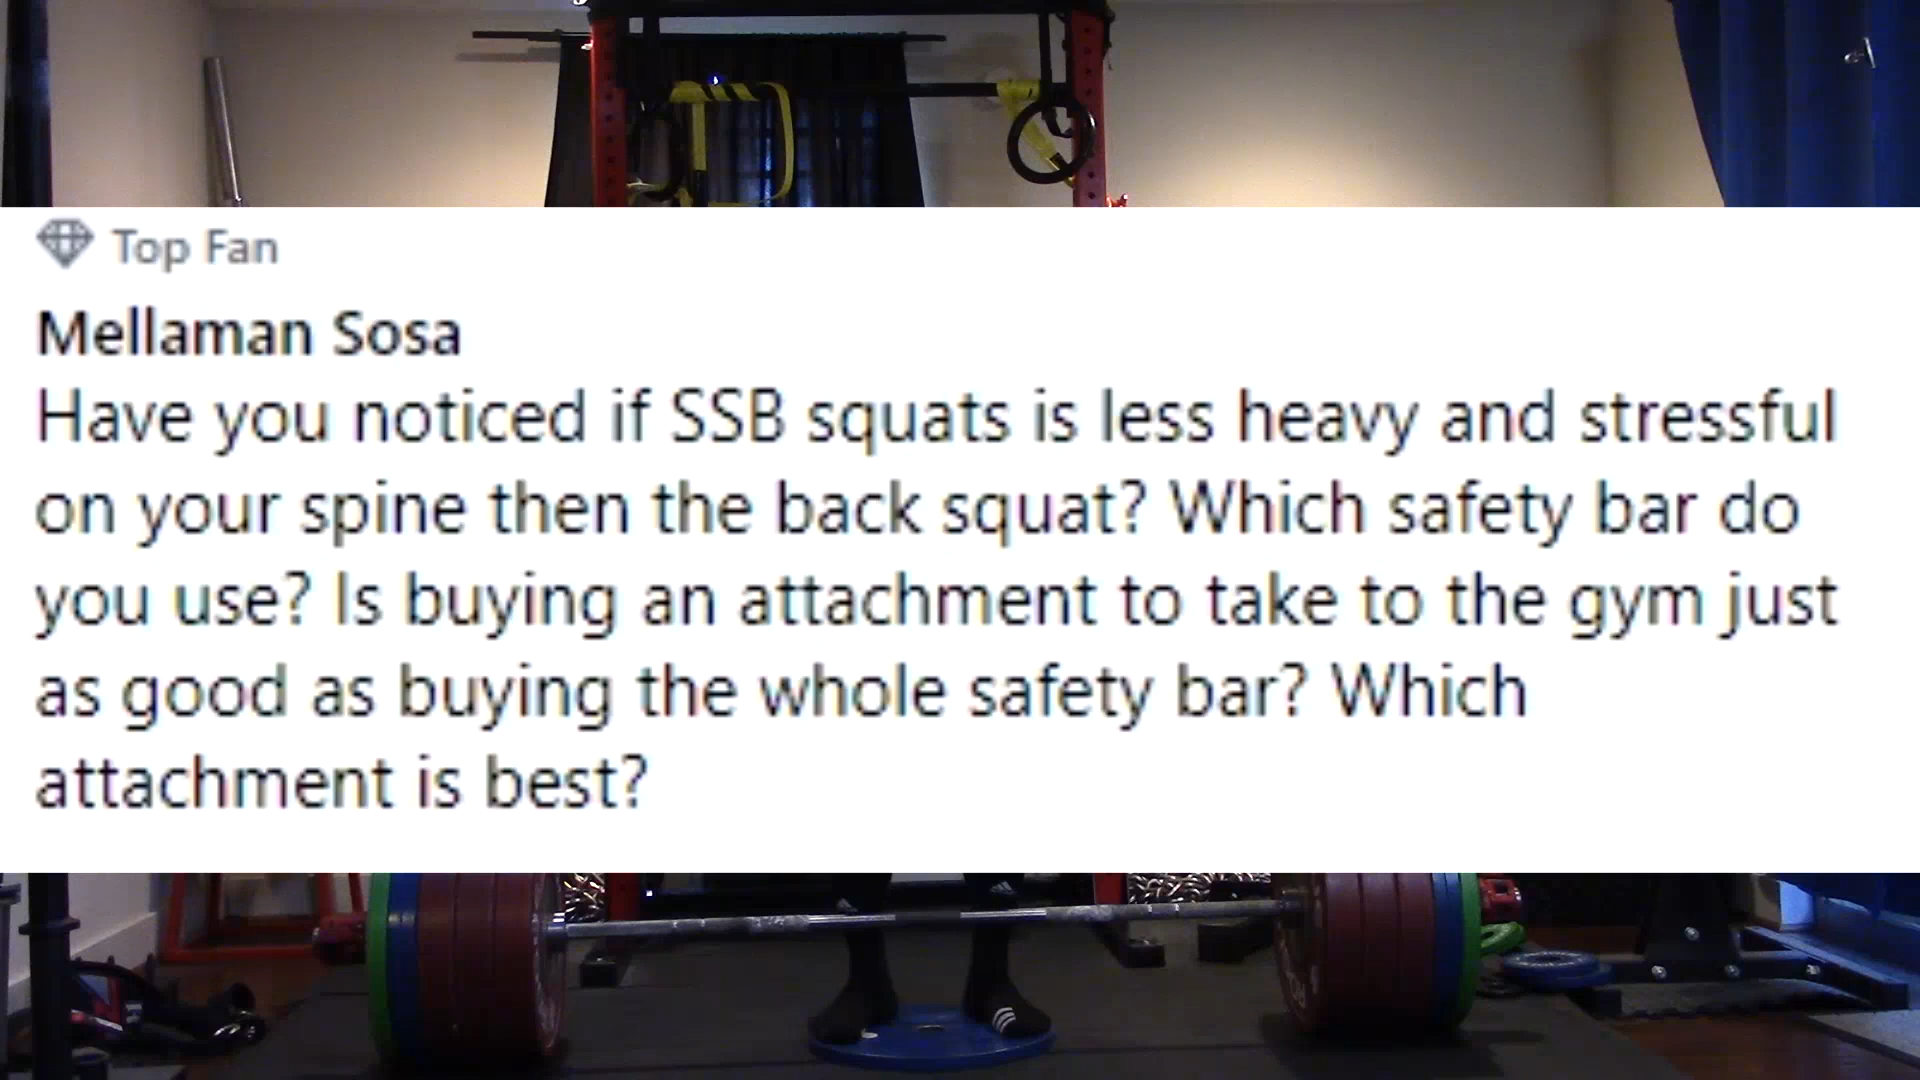 Top Fan
Mellaman Sosa
Have you noticed if SSB squats is less heavy and stressful
on your spine then the back squat? Which safety bar do
you use? Is buying an attachment to take to the gym just
as good as buying the whole safety bar? Which
attachment is best?